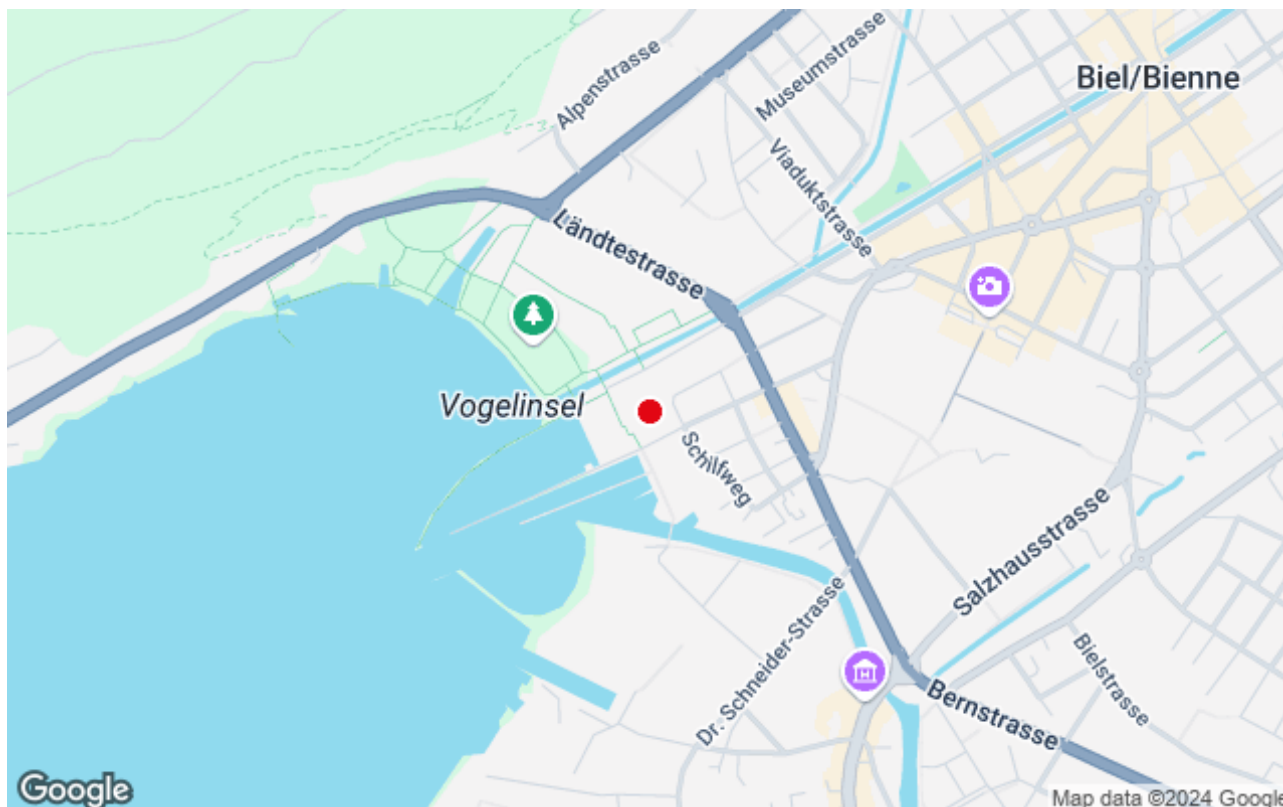 Alpenstrasse
Museumstrasse
Biel/Bienne
Viaduktstrasse
Ländtestrasse
Vogelinsel
Schilfweg
Salzhausstrasse
Dr. Schneider-Strasse
Bielstrasse
Bernstrasse
H
Google
Map data ©2024 Google